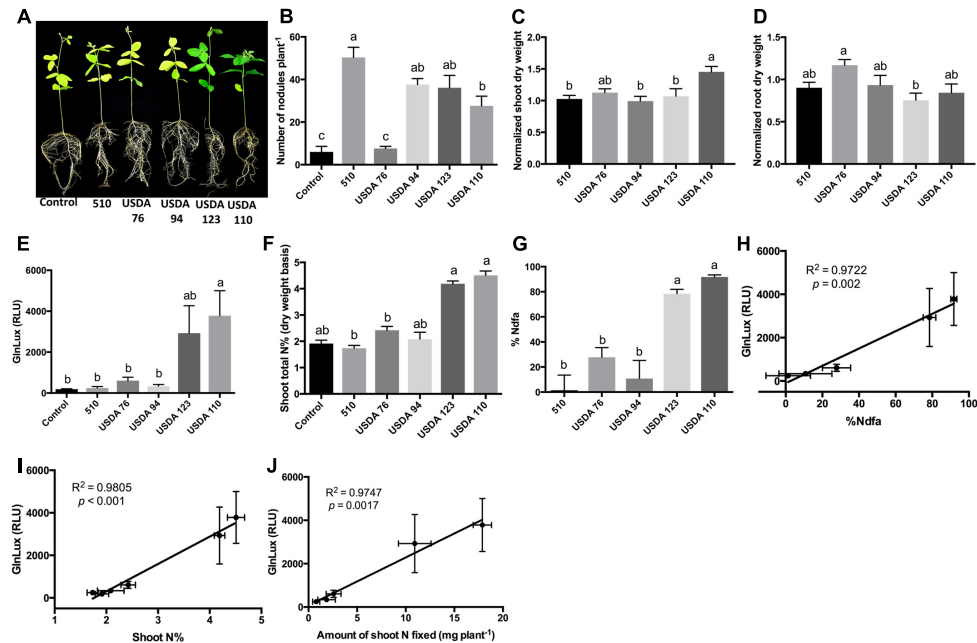 A
Control
510
USDA
76
USDA
94
USDA
123
USDA
110
B
Number of nodules plant⁻¹
60
40
20
0
c
a
c
ab
ab
b
Control
510
USDA 76
USDA 94
USDA 123
USDA 110
C
Normalized shoot dry weight
2.0
1.5
1.0
0.5
0.0
b
ab
b
b
a
510
USDA 76
USDA 94
USDA 123
USDA 110
D
Normalized root dry weight
1.5
1.0
0.5
0.0
ab
a
ab
b
ab
510
USDA 76
USDA 94
USDA 123
USDA 110
E
GlnLux (RLU)
6000
4000
2000
0
b
b
b
b
ab
a
Control
510
USDA 76
USDA 94
USDA 123
USDA 110
F
Shoot total N% (dry weight basis)
5
4
3
2
1
0
ab
b
b
ab
a
a
Control
510
USDA 76
USDA 94
USDA 123
USDA 110
G
% Ndfa
100
80
60
40
20
0
b
b
b
a
a
510
USDA 76
USDA 94
USDA 123
USDA 110
H
GlnLux (RLU)
6000
4000
2000
0
R² = 0.9722
p = 0.002
0 20 40 60 80 100
%Ndfa
I
GlnLux (RLU)
6000
4000
2000
0
R² = 0.9805
p < 0.001
1 2 3 4 5
Shoot N%
J
GlnLux (RLU)
6000
4000
2000
0
R² = 0.9747
p = 0.0017
0 5 10 15 20
Amount of shoot N fixed (mg plant⁻¹)